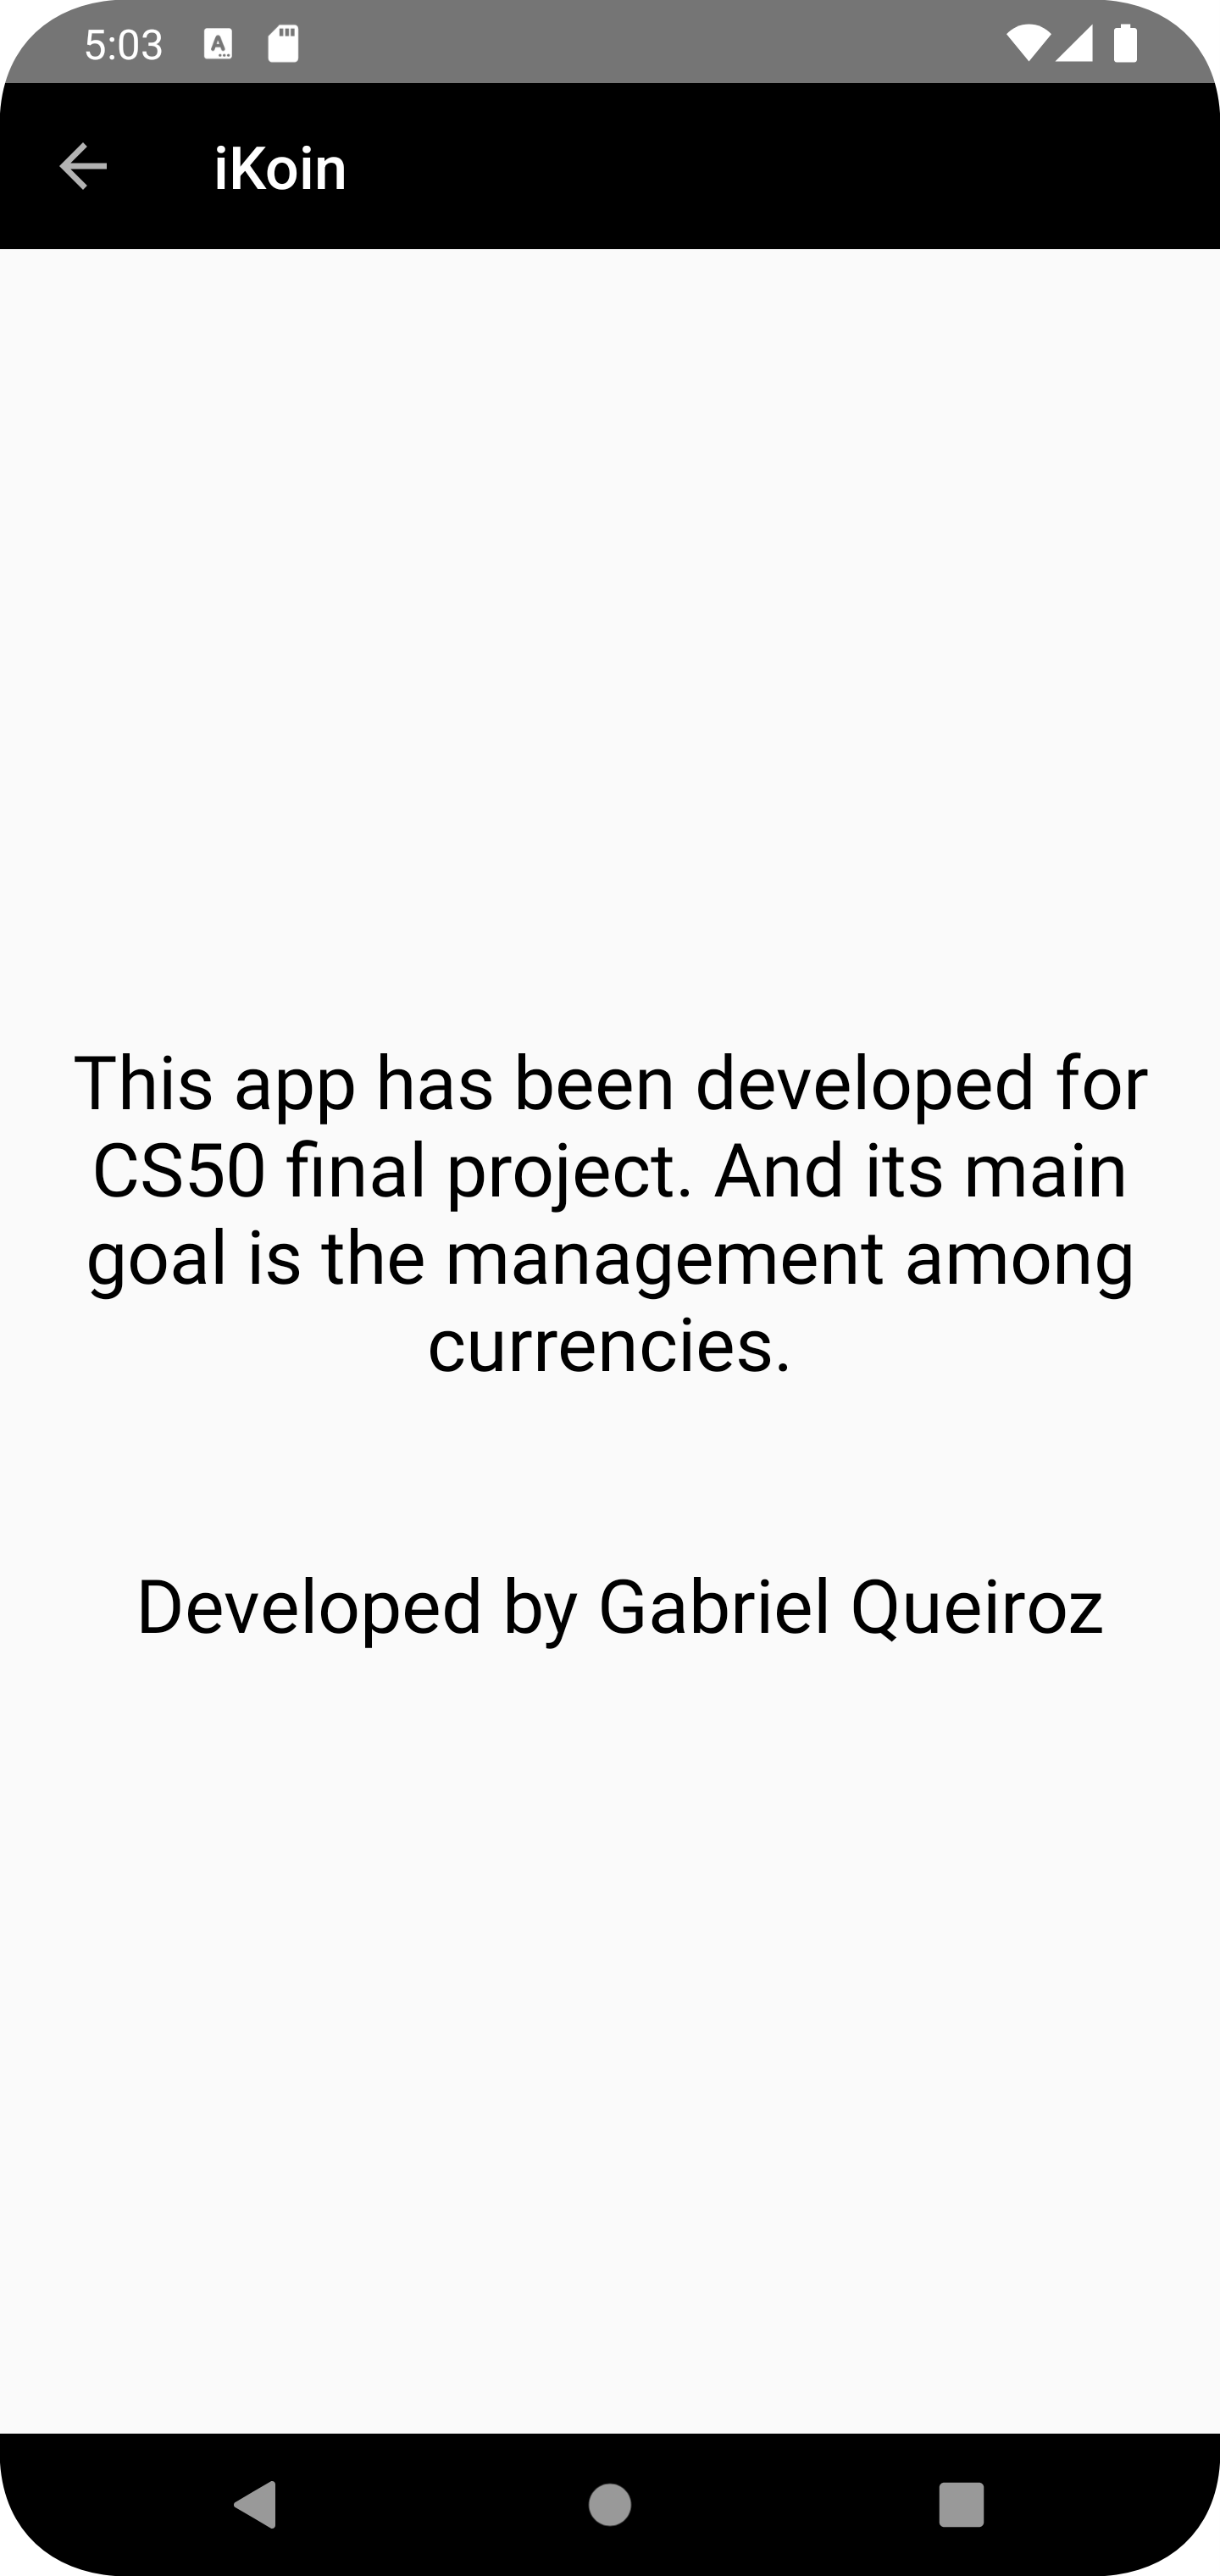 5:03
iKoin
This app has been developed for
CS50 final project. And its main
goal is the management among
currencies.
Developed by Gabriel Queiroz